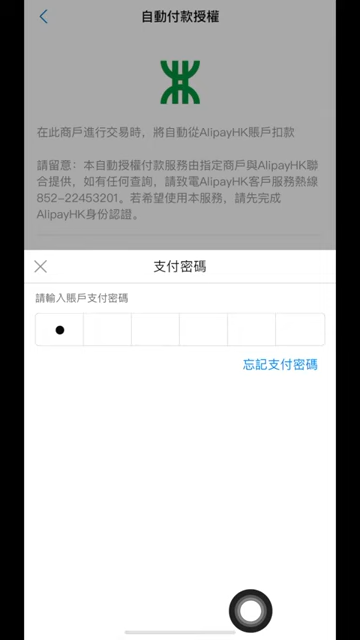 自動付款授權
在此商戶進行交易時，將自動從AlipayHK賬戶扣款
請留意：本自動授權付款服務由指定商戶與AlipayHK聯
合提供，如有任何查詢，請致電AlipayHK客戶服務熱線
852-22453201。若希望使用本服務，請先完成
AlipayHK身份認證。
支付密碼
請輸入賬戶支付密碼
忘記支付密碼